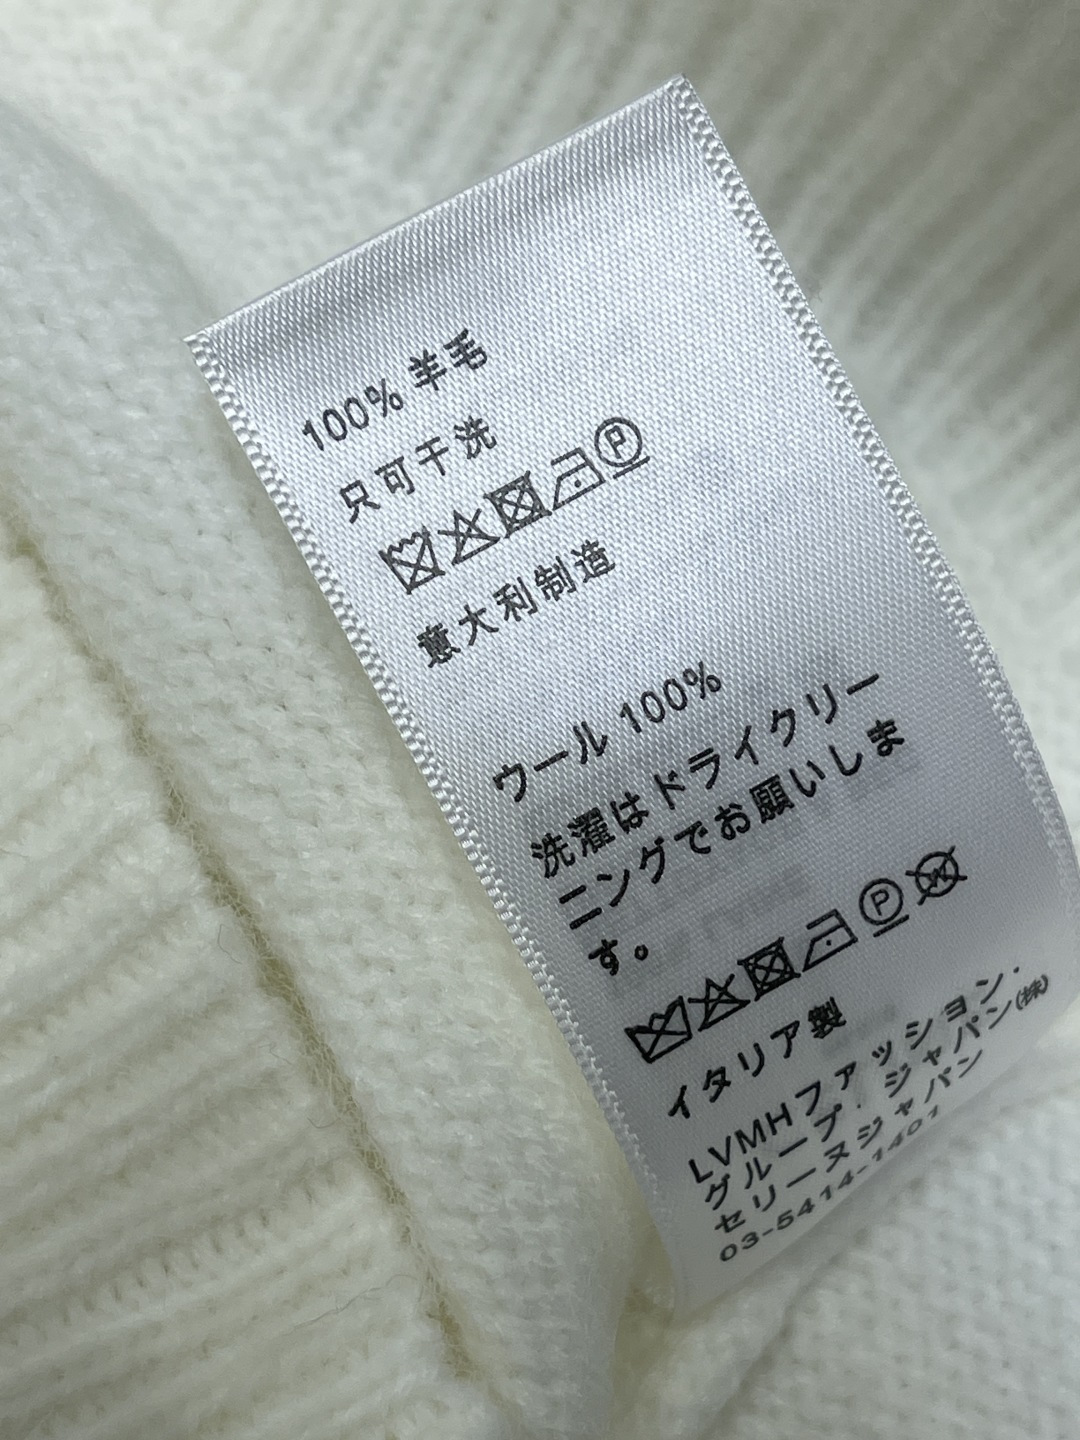 100% 羊毛
只可干洗
P
意大利制造
ウール 100%
洗濯はドライクリー
ニングでお願いしま
す。
P W
イタリア製
LVMHファッション・
グループ・ジャパン(株)
セリーヌジャパン
03-5414-1401